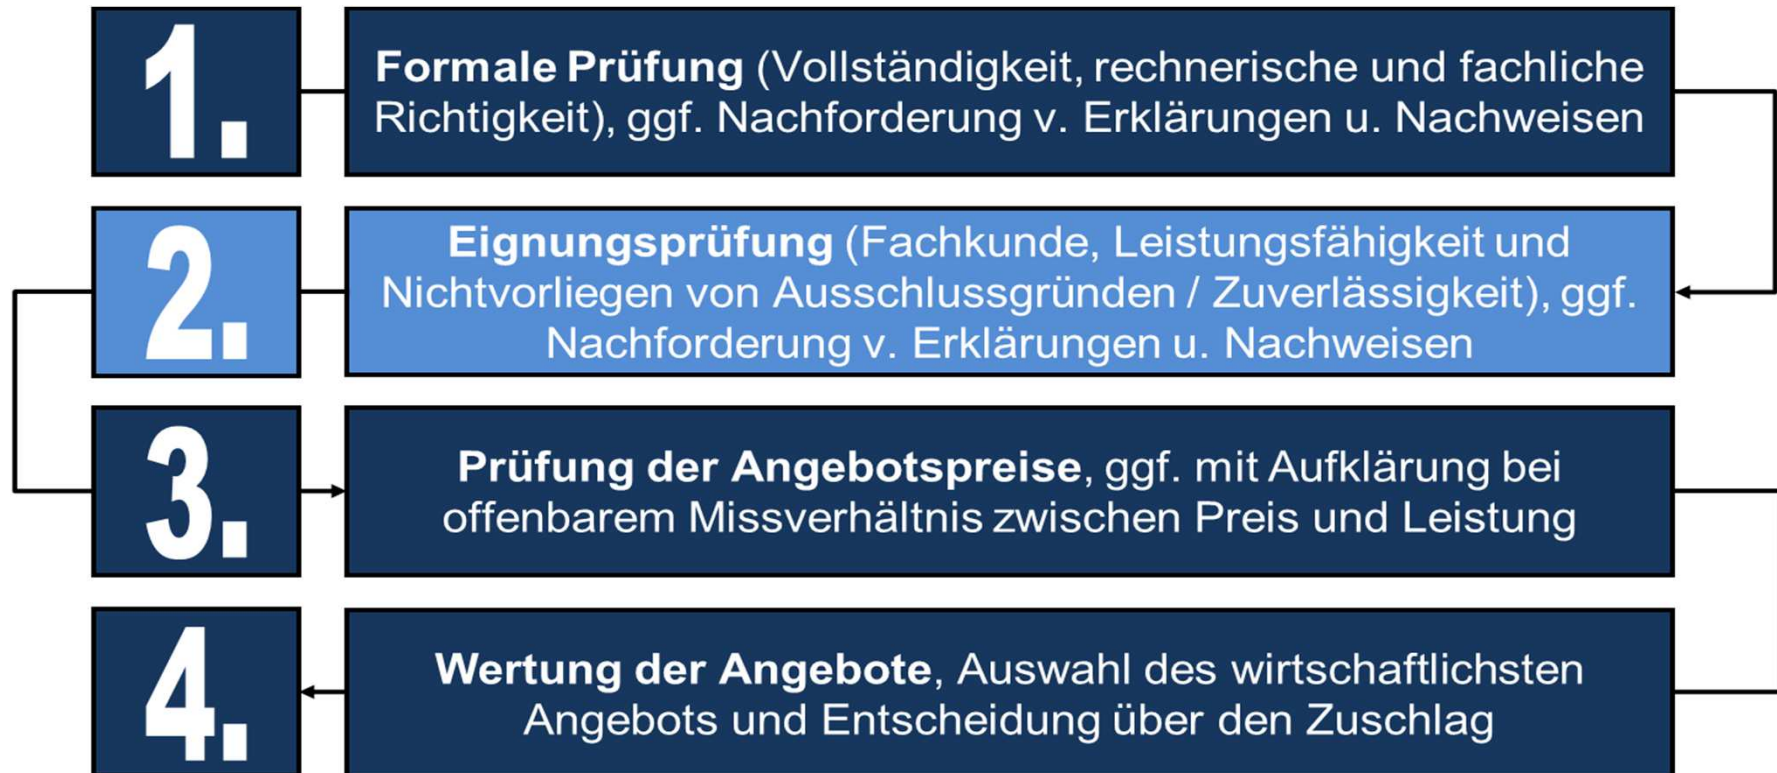 1.
Formale Prüfung (Vollständigkeit, rechnerische und fachliche
Richtigkeit), ggf. Nachforderung v. Erklärungen u. Nachweisen
2.
Eignungsprüfung (Fachkunde, Leistungsfähigkeit und
Nichtvorliegen von Ausschlussgründen / Zuverlässigkeit), ggf.
Nachforderung v. Erklärungen u. Nachweisen
3.
Prüfung der Angebotspreise, ggf. mit Aufklärung bei
offenbarem Missverhältnis zwischen Preis und Leistung
4.
Wertung der Angebote, Auswahl des wirtschaftlichsten
Angebots und Entscheidung über den Zuschlag